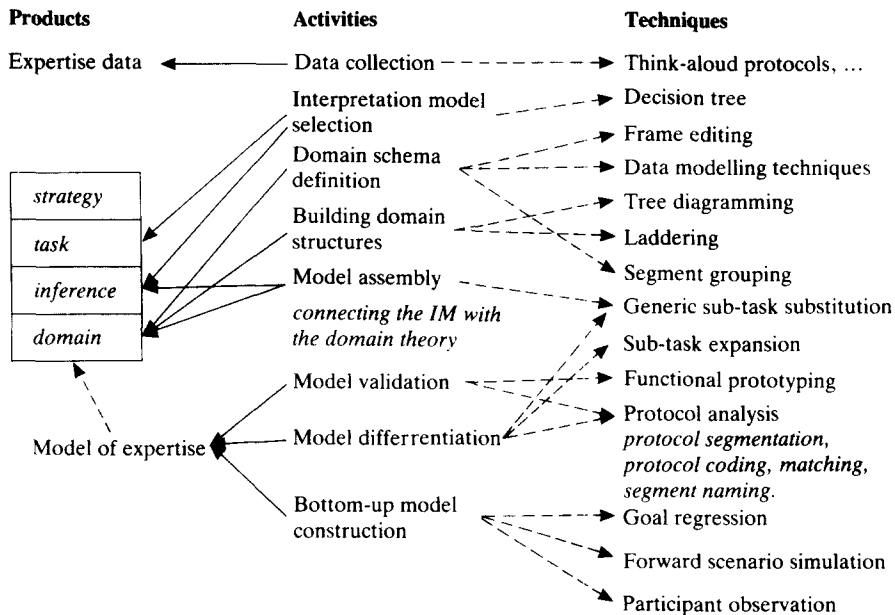 Products
Activities
Techniques
Expertise data
Data collection
Think-aloud protocols, ...
Interpretation model
selection
Decision tree
Frame editing
Domain schema
definition
Data modelling techniques
strategy
task
inference
domain
Building domain
structures
Tree diagramming
Laddering
Segment grouping
Model assembly
connecting the IM with
the domain theory
Generic sub-task substitution
Sub-task expansion
Model validation
Functional prototyping
Model of expertise
Model differrentiation
Protocol analysis
protocol segmentation,
protocol coding, matching,
segment naming.
Bottom-up model
construction
Goal regression
Forward scenario simulation
Participant observation